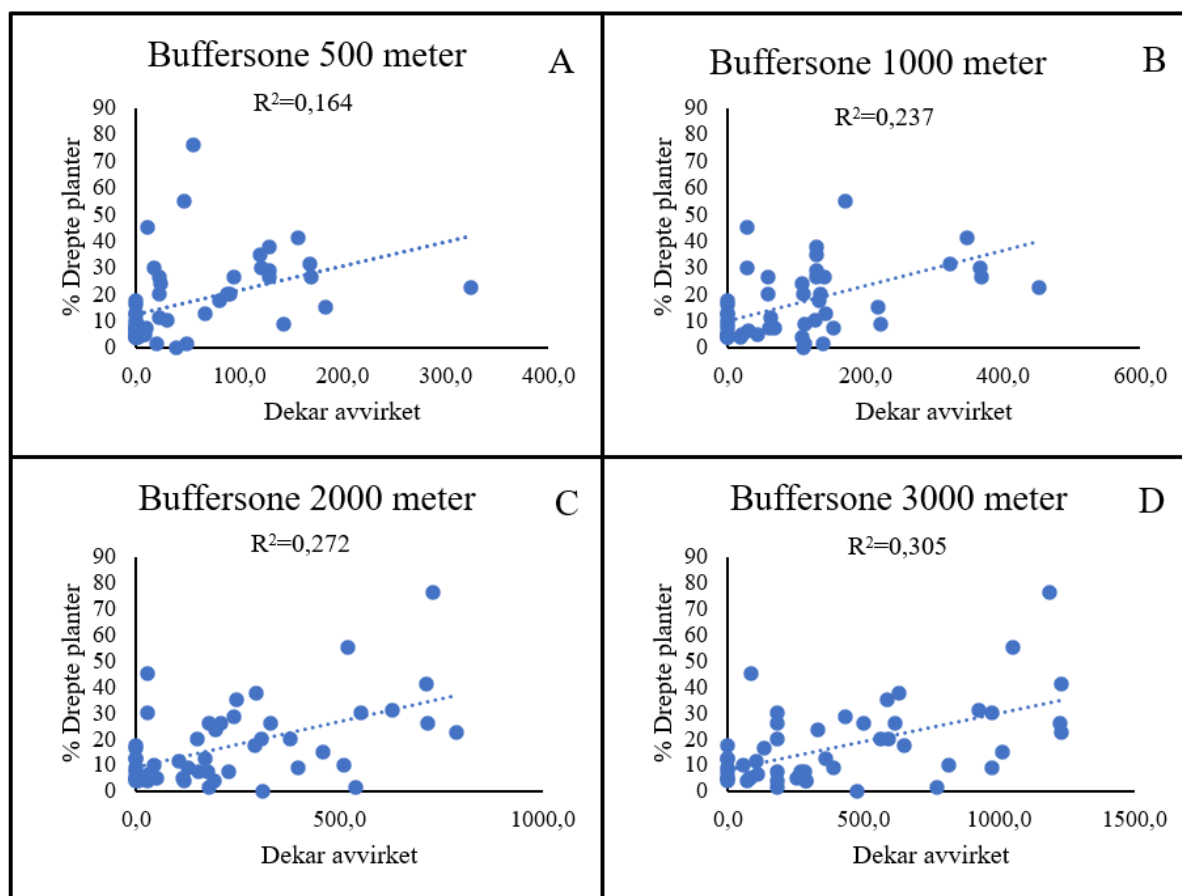 Buffersone 500 meter
A
R²=0,164
% Drepte planter
90
80
70
60
50
40
30
20
10
0
0,0 100,0 200,0 300,0 400,0
Dekar avvirket
Buffersone 1000 meter
B
R²=0,237
% Drepte planter
90
80
70
60
50
40
30
20
10
0
0,0 200,0 400,0 600,0
Dekar avvirket
Buffersone 2000 meter
C
R²=0,272
% Drepte planter
90
80
70
60
50
40
30
20
10
0
0,0 500,0 1000,0
Dekar avvirket
Buffersone 3000 meter
D
R²=0,305
% Drepte planter
90
80
70
60
50
40
30
20
10
0
0,0 500,0 1000,0 1500,0
Dekar avvirket